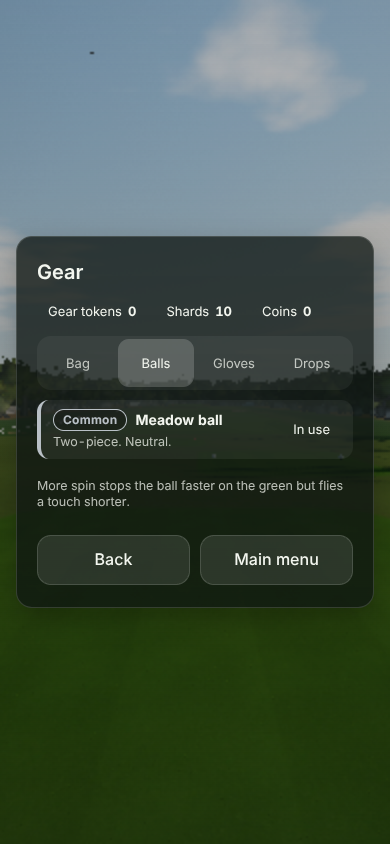 Gear
Gear tokens 0 Shards 10 Coins 0
Bag Balls Gloves Drops
Common Meadow ball
In use
Two-piece. Neutral.
More spin stops the ball faster on the green but flies
a touch shorter.
Back Main menu